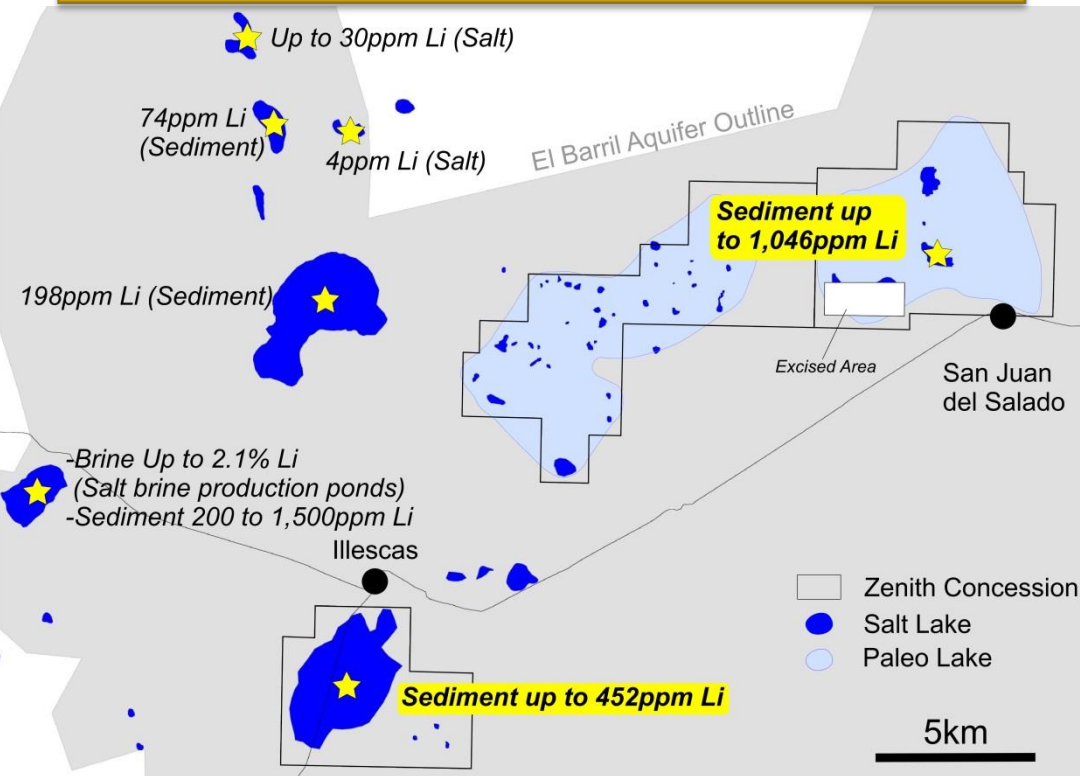 Up to 30ppm Li (Salt)
74ppm Li
(Sediment)
4ppm Li (Salt)
El Barril Aquifer Outline
Sediment up
to 1,046ppm Li
198ppm Li (Sediment)
Excised Area
San Juan
del Salado
-Brine Up to 2.1% Li
(Salt brine production ponds)
-Sediment 200 to 1,500ppm Li
Illescas
Zenith Concession
Salt Lake
Paleo Lake
Sediment up to 452ppm Li
5km